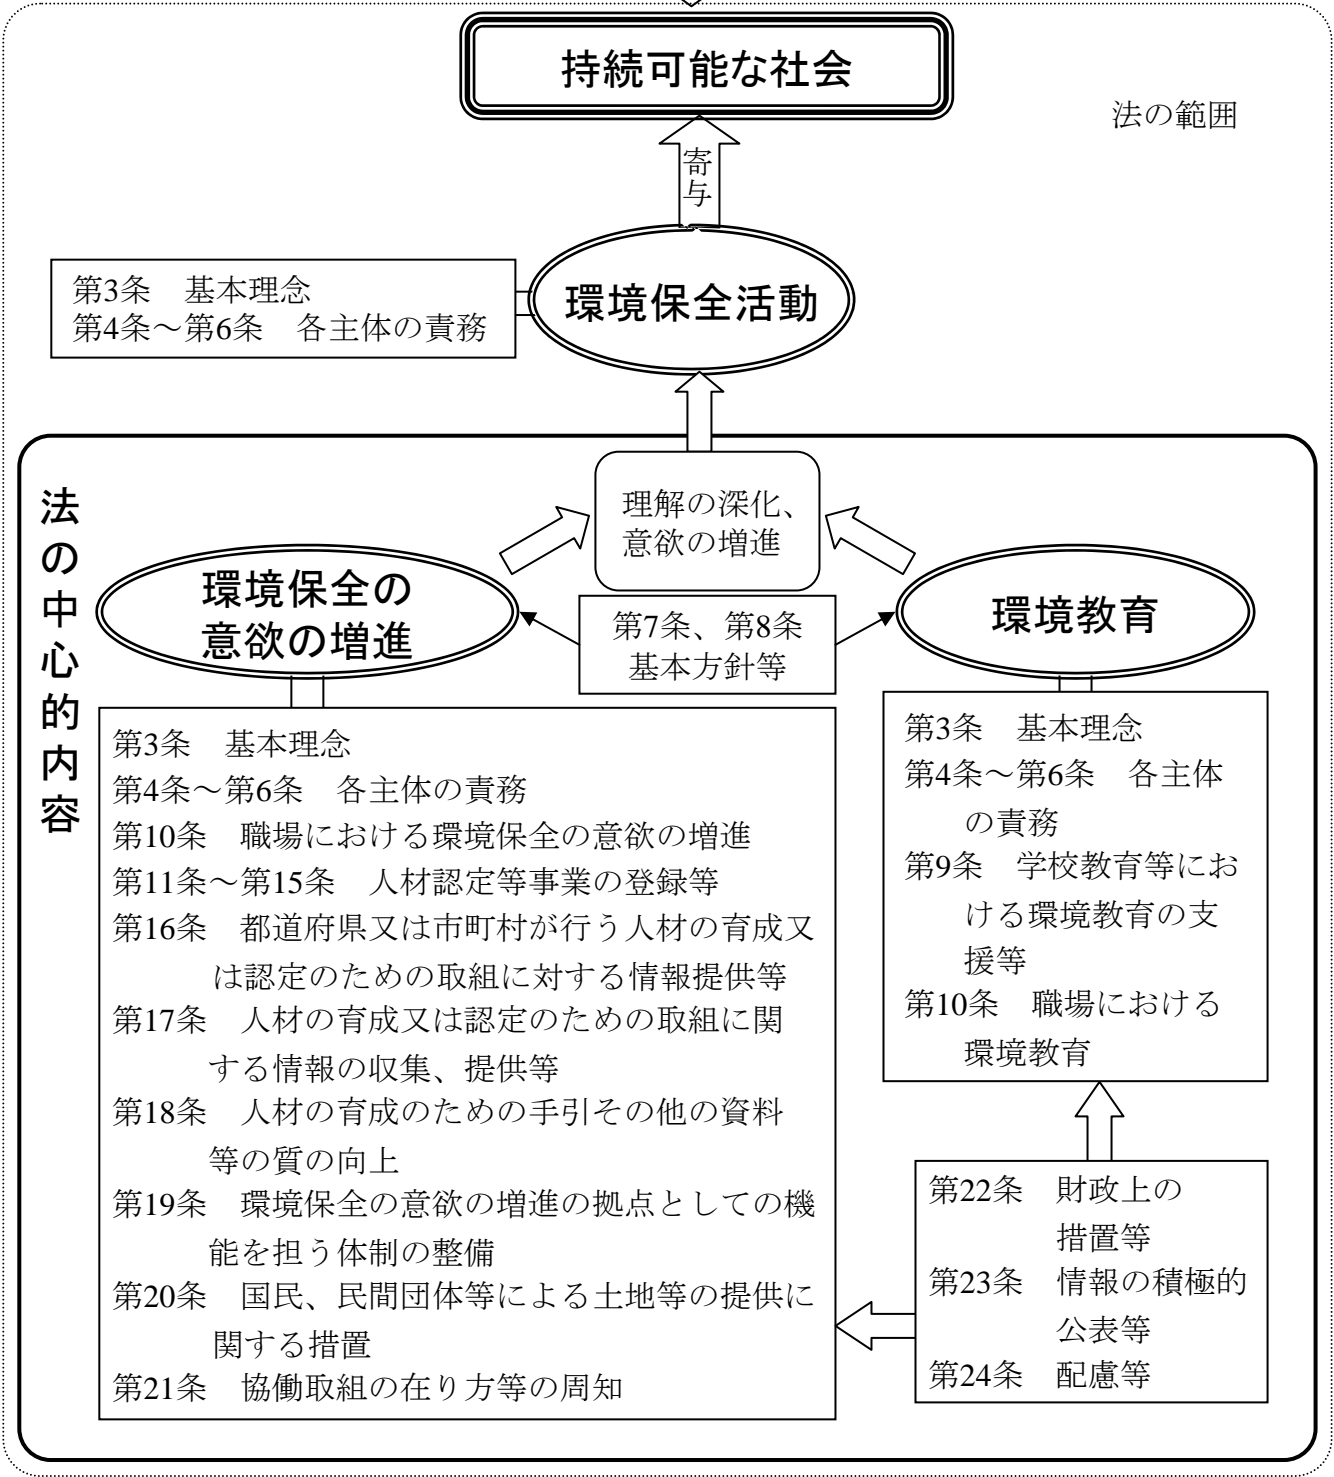 持続可能な社会
法の範囲
寄
与
第3条　基本理念
第4条～第6条　各主体の責務
環境保全活動
法
の
中
心
的
内
容
理解の深化、
意欲の増進
環境保全の
意欲の増進
第7条、第8条
基本方針等
環境教育
第3条　基本理念
第4条～第6条　各主体の責務
第10条　職場における環境保全の意欲の増進
第11条～第15条　人材認定等事業の登録等
第16条　都道府県又は市町村が行う人材の育成又
は認定のための取組に対する情報提供等
第17条　人材の育成又は認定のための取組に関
する情報の収集、提供等
第18条　人材の育成のための手引その他の資料
等の質の向上
第19条　環境保全の意欲の増進の拠点としての機
能を担う体制の整備
第20条　国民、民間団体等による土地等の提供に
関する措置
第21条　協働取組の在り方等の周知
第3条　基本理念
第4条～第6条　各主体
の責務
第9条　学校教育等にお
ける環境教育の支
援等
第10条　職場における
環境教育
第22条　財政上の
措置等
第23条　情報の積極的
公表等
第24条　配慮等